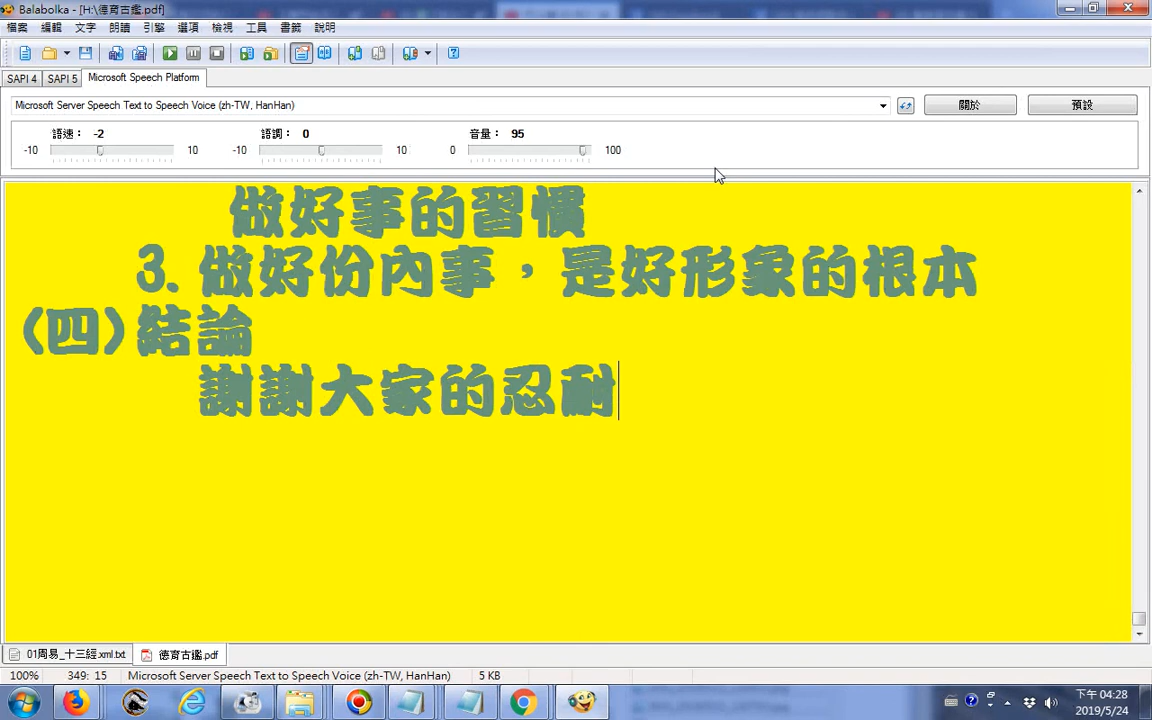 Balabolka - [H:\德育古鑑.pdf]
檔案 編輯 文字 朗讀 引擎 選項 檢視 工具 書籤 說明
SAPI 4 SAPI 5 Microsoft Speech Platform
Microsoft Server Speech Text to Speech Voice (zh-TW, HanHan) 關於 預設
語速： -2 語調： 0 音量： 95
-10 10 -10 10 0 100
做好事的習慣
3. 做好份內事，是好形象的根本
(四)結論
謝謝大家的忍耐
01周易_十三經.xml.txt 德育古鑑.pdf
100% 349: 15 Microsoft Server Speech Text to Speech Voice (zh-TW, HanHan) 5 KB
下午 04:28
2019/5/24